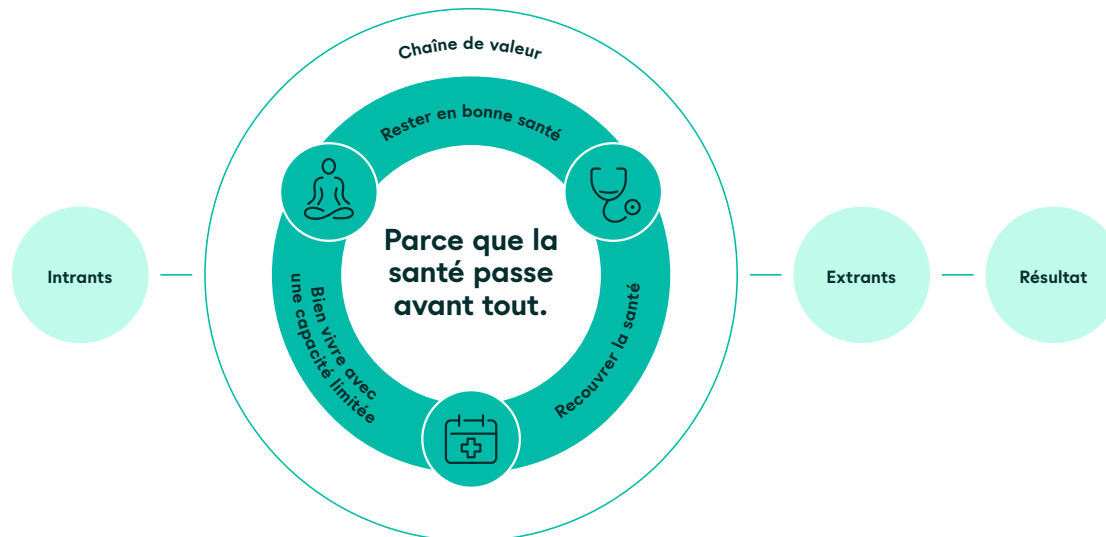 Chaîne de valeur
Rester en bonne santé
Parce que la
santé passe
avant tout.
Intrants
Extrants
Résultat
Bien vivre avec
une capacité limitée
Recouvrer la santé